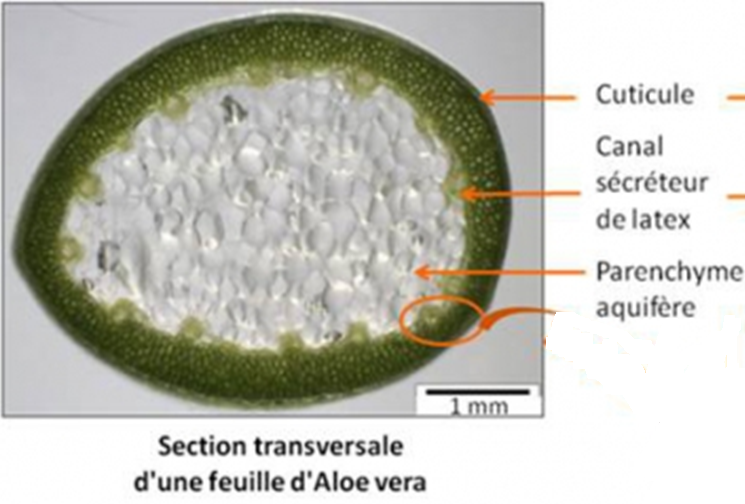 Cuticule
Canal
sécréteur
de latex
Parenchyme
aquifère
1 mm
Section transversale
d'une feuille d'Aloe vera